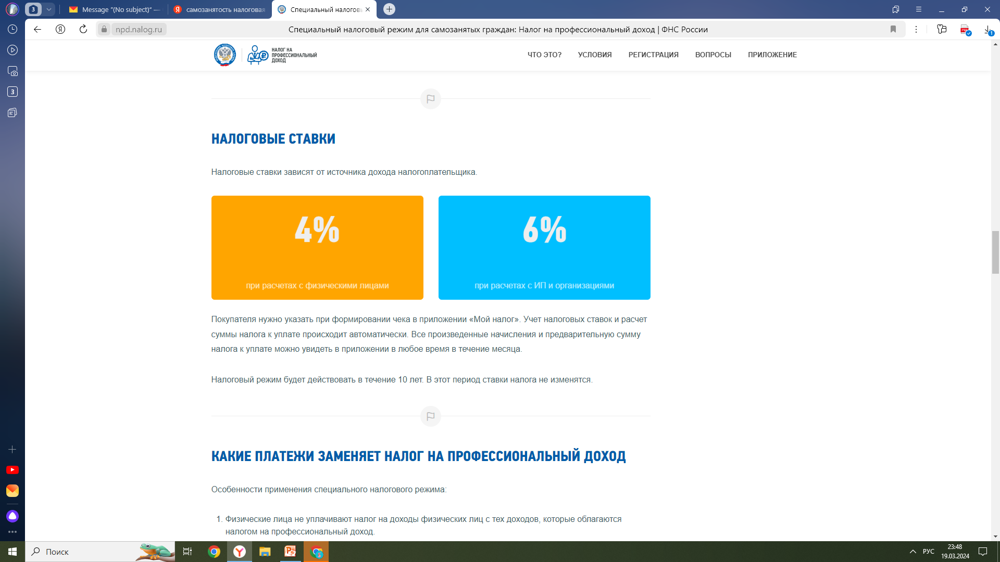 3
Message "(No subject)" —
Я
самозанятость налоговая
Специальный налоговь
Я
npd.nalog.ru
Специальный налоговый режим для самозанятых граждан: Налог на профессиональный доход | ФНС России
1
3
НАЛОГ НА
ПРОФЕССИОНАЛЬНЫЙ
ДОХОД
ЧТО ЭТО?
УСЛОВИЯ
РЕГИСТРАЦИЯ
ВОПРОСЫ
ПРИЛОЖЕНИЕ
НАЛОГОВЫЕ СТАВКИ
Налоговые ставки зависят от источника дохода налогоплательщика.
4%
при расчетах с физическими лицами
6%
при расчетах с ИП и организациями
Покупателя нужно указать при формировании чека в приложении «Мой налог». Учет налоговых ставок и расчет
суммы налога к уплате происходит автоматически. Все произведенные начисления и предварительную сумму
налога к уплате можно увидеть в приложении в любое время в течение месяца.
Налоговый режим будет действовать в течение 10 лет. В этот период ставки налога не изменятся.
КАКИЕ ПЛАТЕЖИ ЗАМЕНЯЕТ НАЛОГ НА ПРОФЕССИОНАЛЬНЫЙ ДОХОД
Особенности применения специального налогового режима:
1. Физические лица не уплачивают налог на доходы физических лиц с тех доходов, которые облагаются
налогом на профессиональный доход.
Поиск
РУС
23:48
19.03.2024